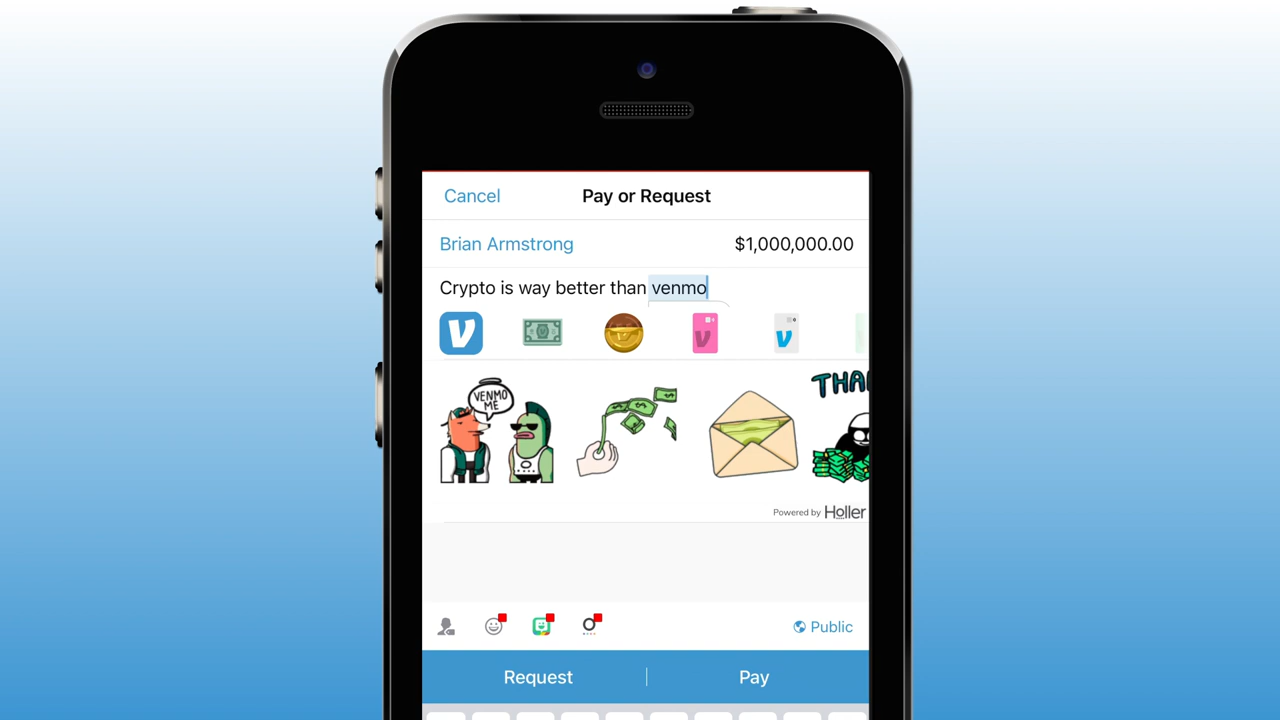 Cancel Pay or Request
Brian Armstrong $1,000,000.00
Crypto is way better than venmo
VENMO
ME
Powered by Holler
Public
Request Pay